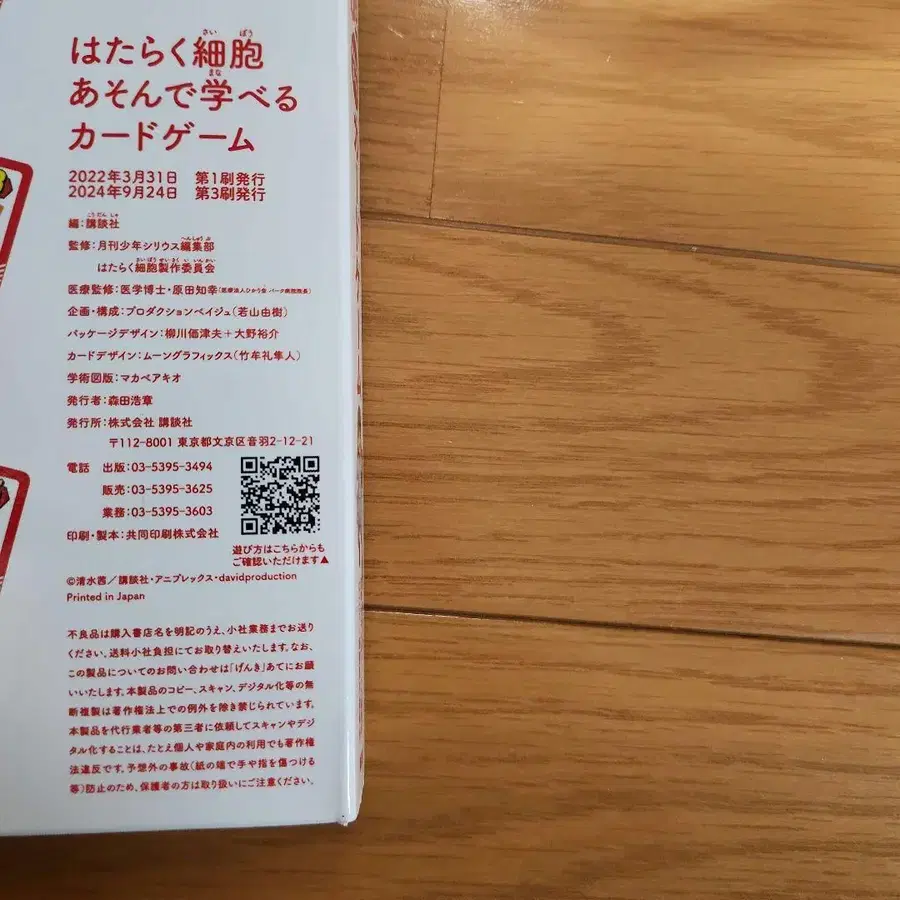 はたらく細胞
あそんで学べる
カードゲーム
2022年3月31日 第1刷発行
2024年9月24日 第3刷発行
編：講談社
監修：月刊少年シリウス編集部
はたらく細胞製作委員会
医療監修：医学博士・原田知幸（医療法人ひかり会 パーク病院院長）
企画・構成：プロダクションベイジュ（若山由樹）
パッケージデザイン：柳川価津夫＋大野裕介
カードデザイン：ムーングラフィックス（竹牟礼隼人）
学術図版：マカベアキオ
発行者：森田浩章
発行所：株式会社 講談社
〒112-8001 東京都文京区音羽2-12-21
電話 出版：03-5395-3494
販売：03-5395-3625
業務：03-5395-3603
印刷・製本：共同印刷株式会社
遊び方はこちらからも
ご確認いただけます▲
©清水茜／講談社・アニプレックス・davidproduction
Printed in Japan
不良品は購入書店名を明記のうえ、小社業務までお送り
ください。送料小社負担にてお取り替えいたします。なお、
この製品についてのお問い合わせは「げんき」あてにお願
いいたします。本製品のコピー、スキャン、デジタル化等の無
断複製は著作権法上での例外を除き禁じられています。
本製品を代行業者等の第三者に依頼してスキャンやデジ
タル化することは、たとえ個人や家庭内の利用でも著作権
法違反です。予想外の事故（紙の端で手や指を傷つける
等）防止のため、保護者の方は取り扱いにご注意ください。